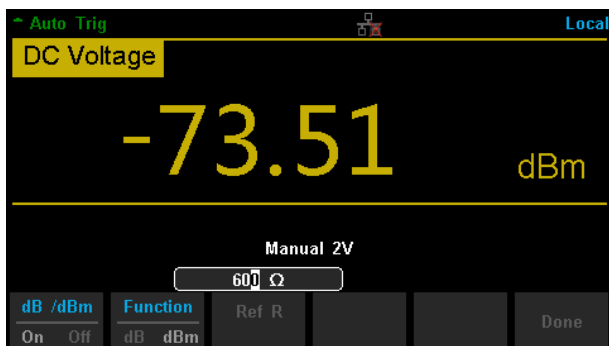 Auto Trig Local
DC Voltage
-73.51 dBm
Manual 2V
600 Ω
dB /dBm Function Ref R Done
On Off dB dBm